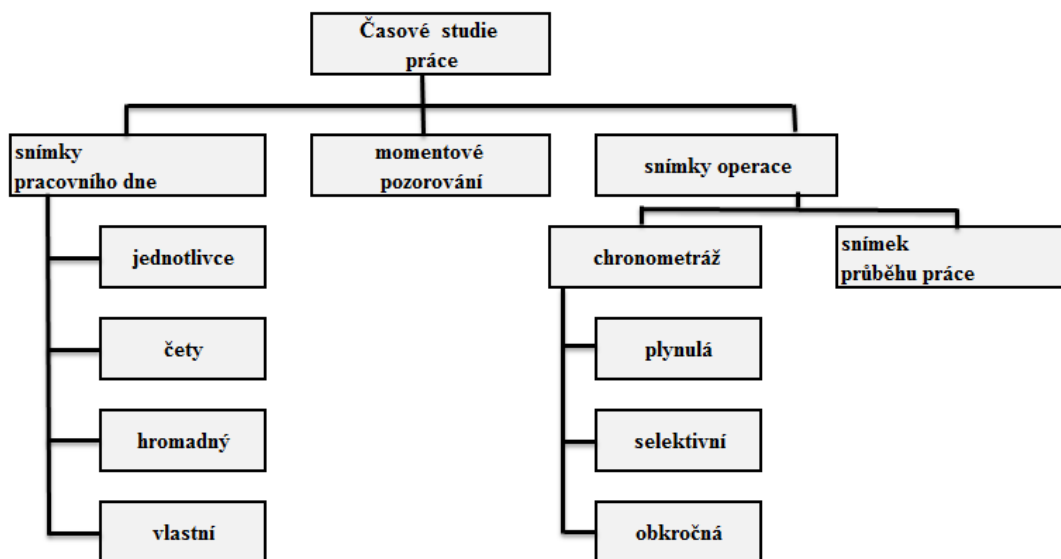 Časové studie
práce
snímky
pracovního dne
momentové
pozorování
snímky operace
jednotlivce
chronometráž
snímek
průběhu práce
čety
plynulá
hromadný
selektivní
vlastní
obkročná